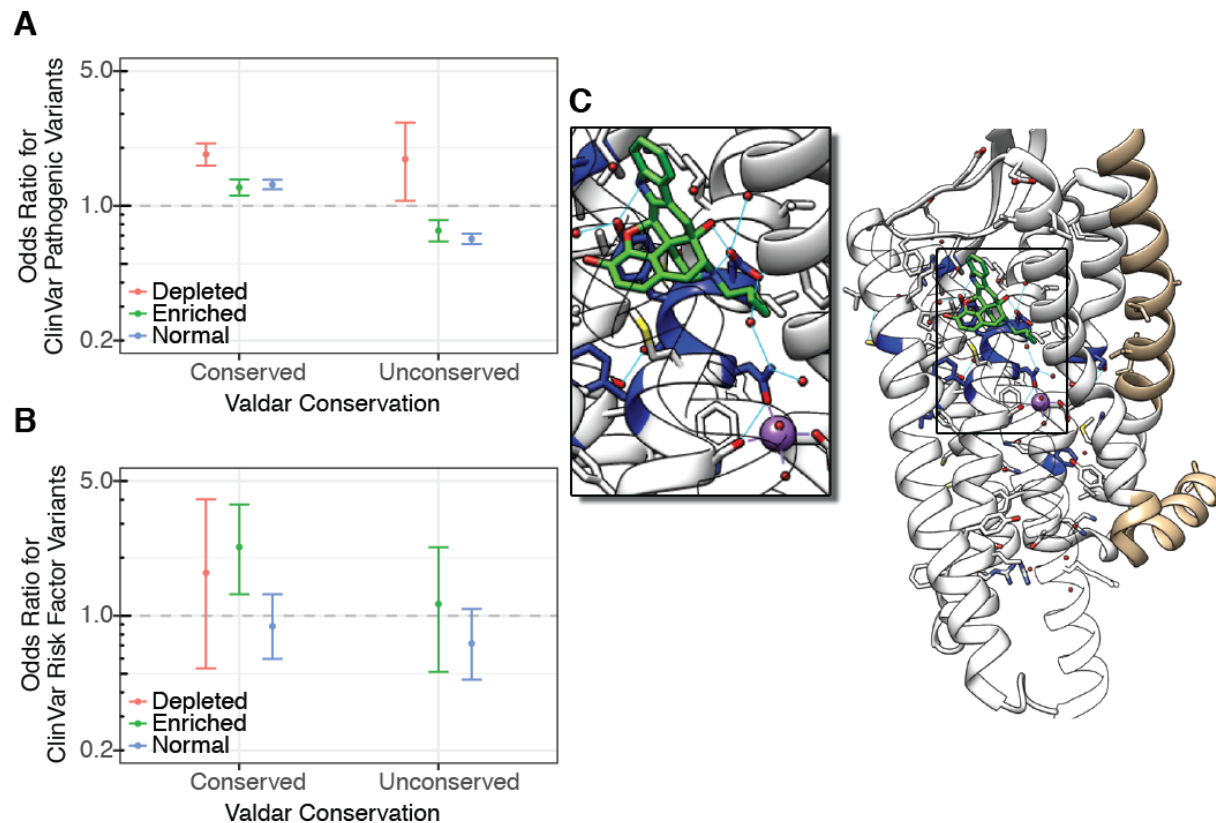 A
Odds Ratio for
ClinVar Pathogenic Variants
5.0
1.0
0.2
Depleted
Enriched
Normal
Conserved
Unconserved
Valdar Conservation
B
Odds Ratio for
ClinVar Risk Factor Variants
5.0
1.0
0.2
Depleted
Enriched
Normal
Conserved
Unconserved
Valdar Conservation
C